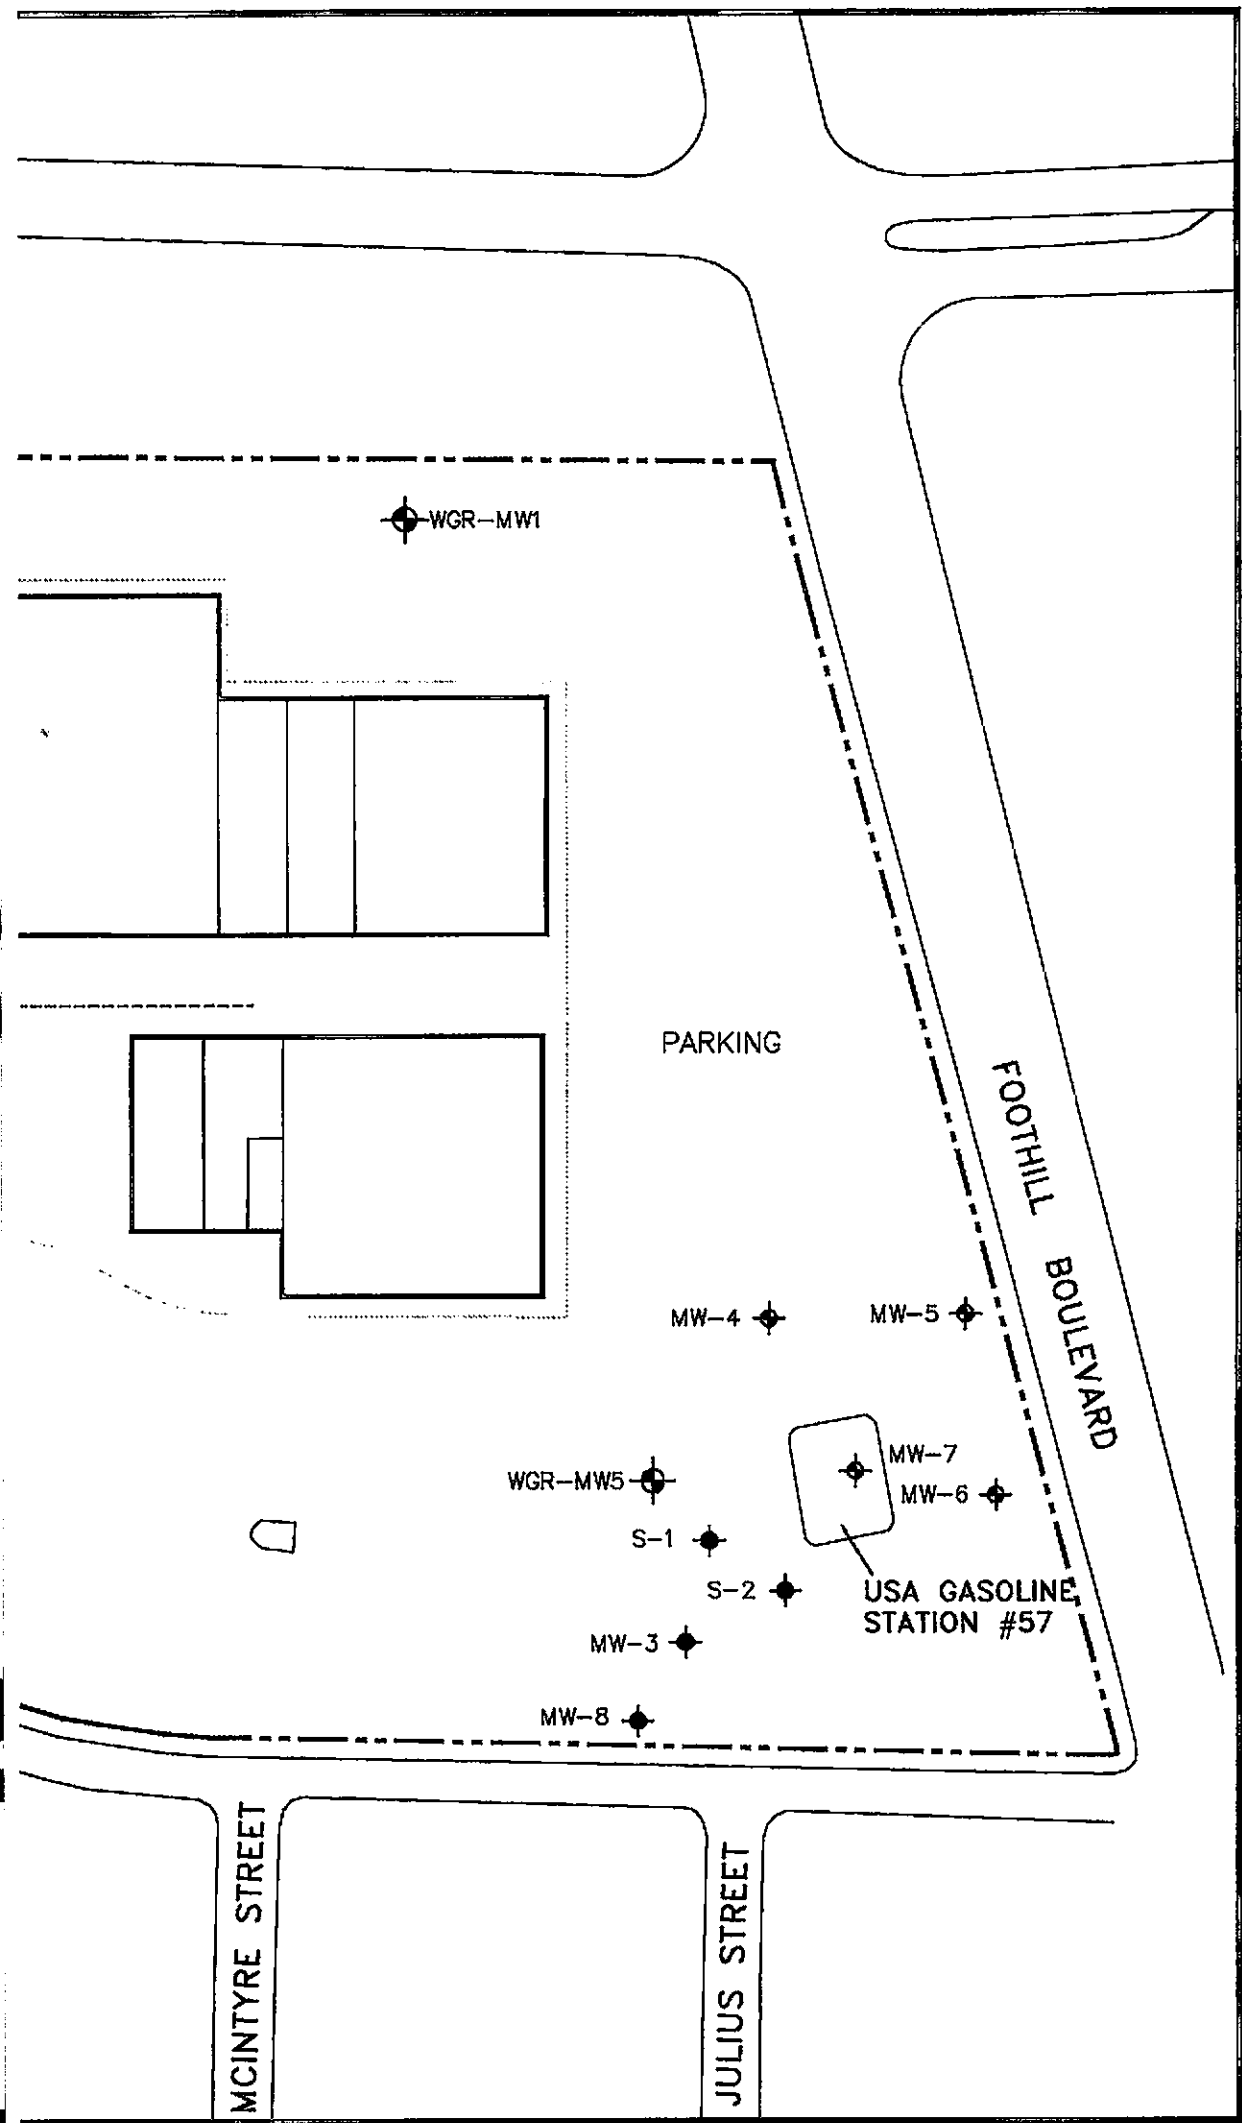 WGR-MW1
PARKING
FOOTHILL BOULEVARD
MW-4
MW-5
MW-7
WGR-MW5
MW-6
S-1
S-2
USA GASOLINE
STATION #57
MW-3
MW-8
MCINTYRE STREET
JULIUS STREET